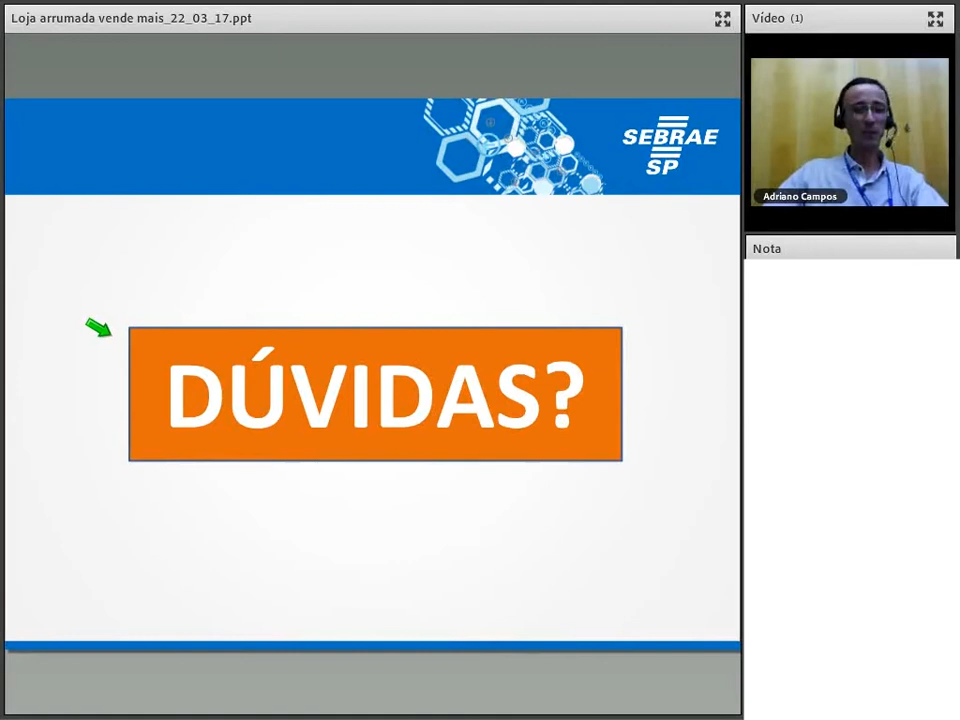 Loja arrumada vende mais_22_03_17.ppt
Vídeo (1)
SEBRAE
SP
Adriano Campos
Nota
DÚVIDAS?